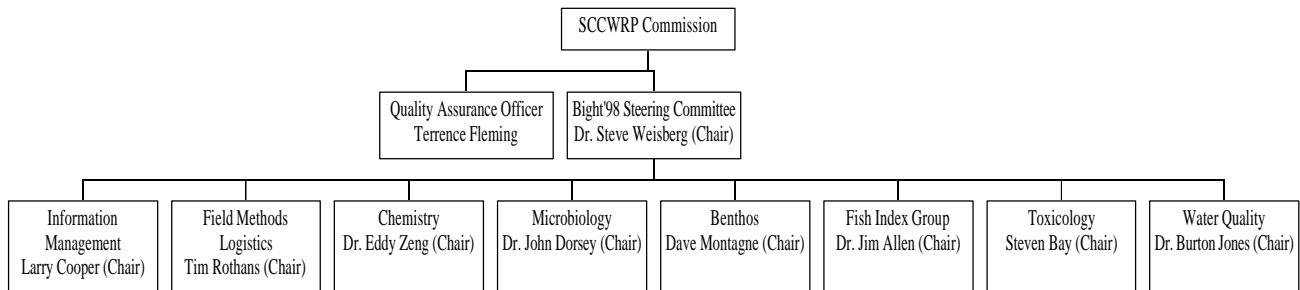 SCCWRP Commission
Quality Assurance Officer
Terrence Fleming
Bight'98 Steering Committee
Dr. Steve Weisberg (Chair)
Information
Management
Larry Cooper (Chair)
Field Methods
Logistics
Tim Rothans (Chair)
Chemistry
Dr. Eddy Zeng (Chair)
Microbiology
Dr. John Dorsey (Chair)
Benthos
Dave Montagne (Chair)
Fish Index Group
Dr. Jim Allen (Chair)
Toxicology
Steven Bay (Chair)
Water Quality
Dr. Burton Jones (Chair)